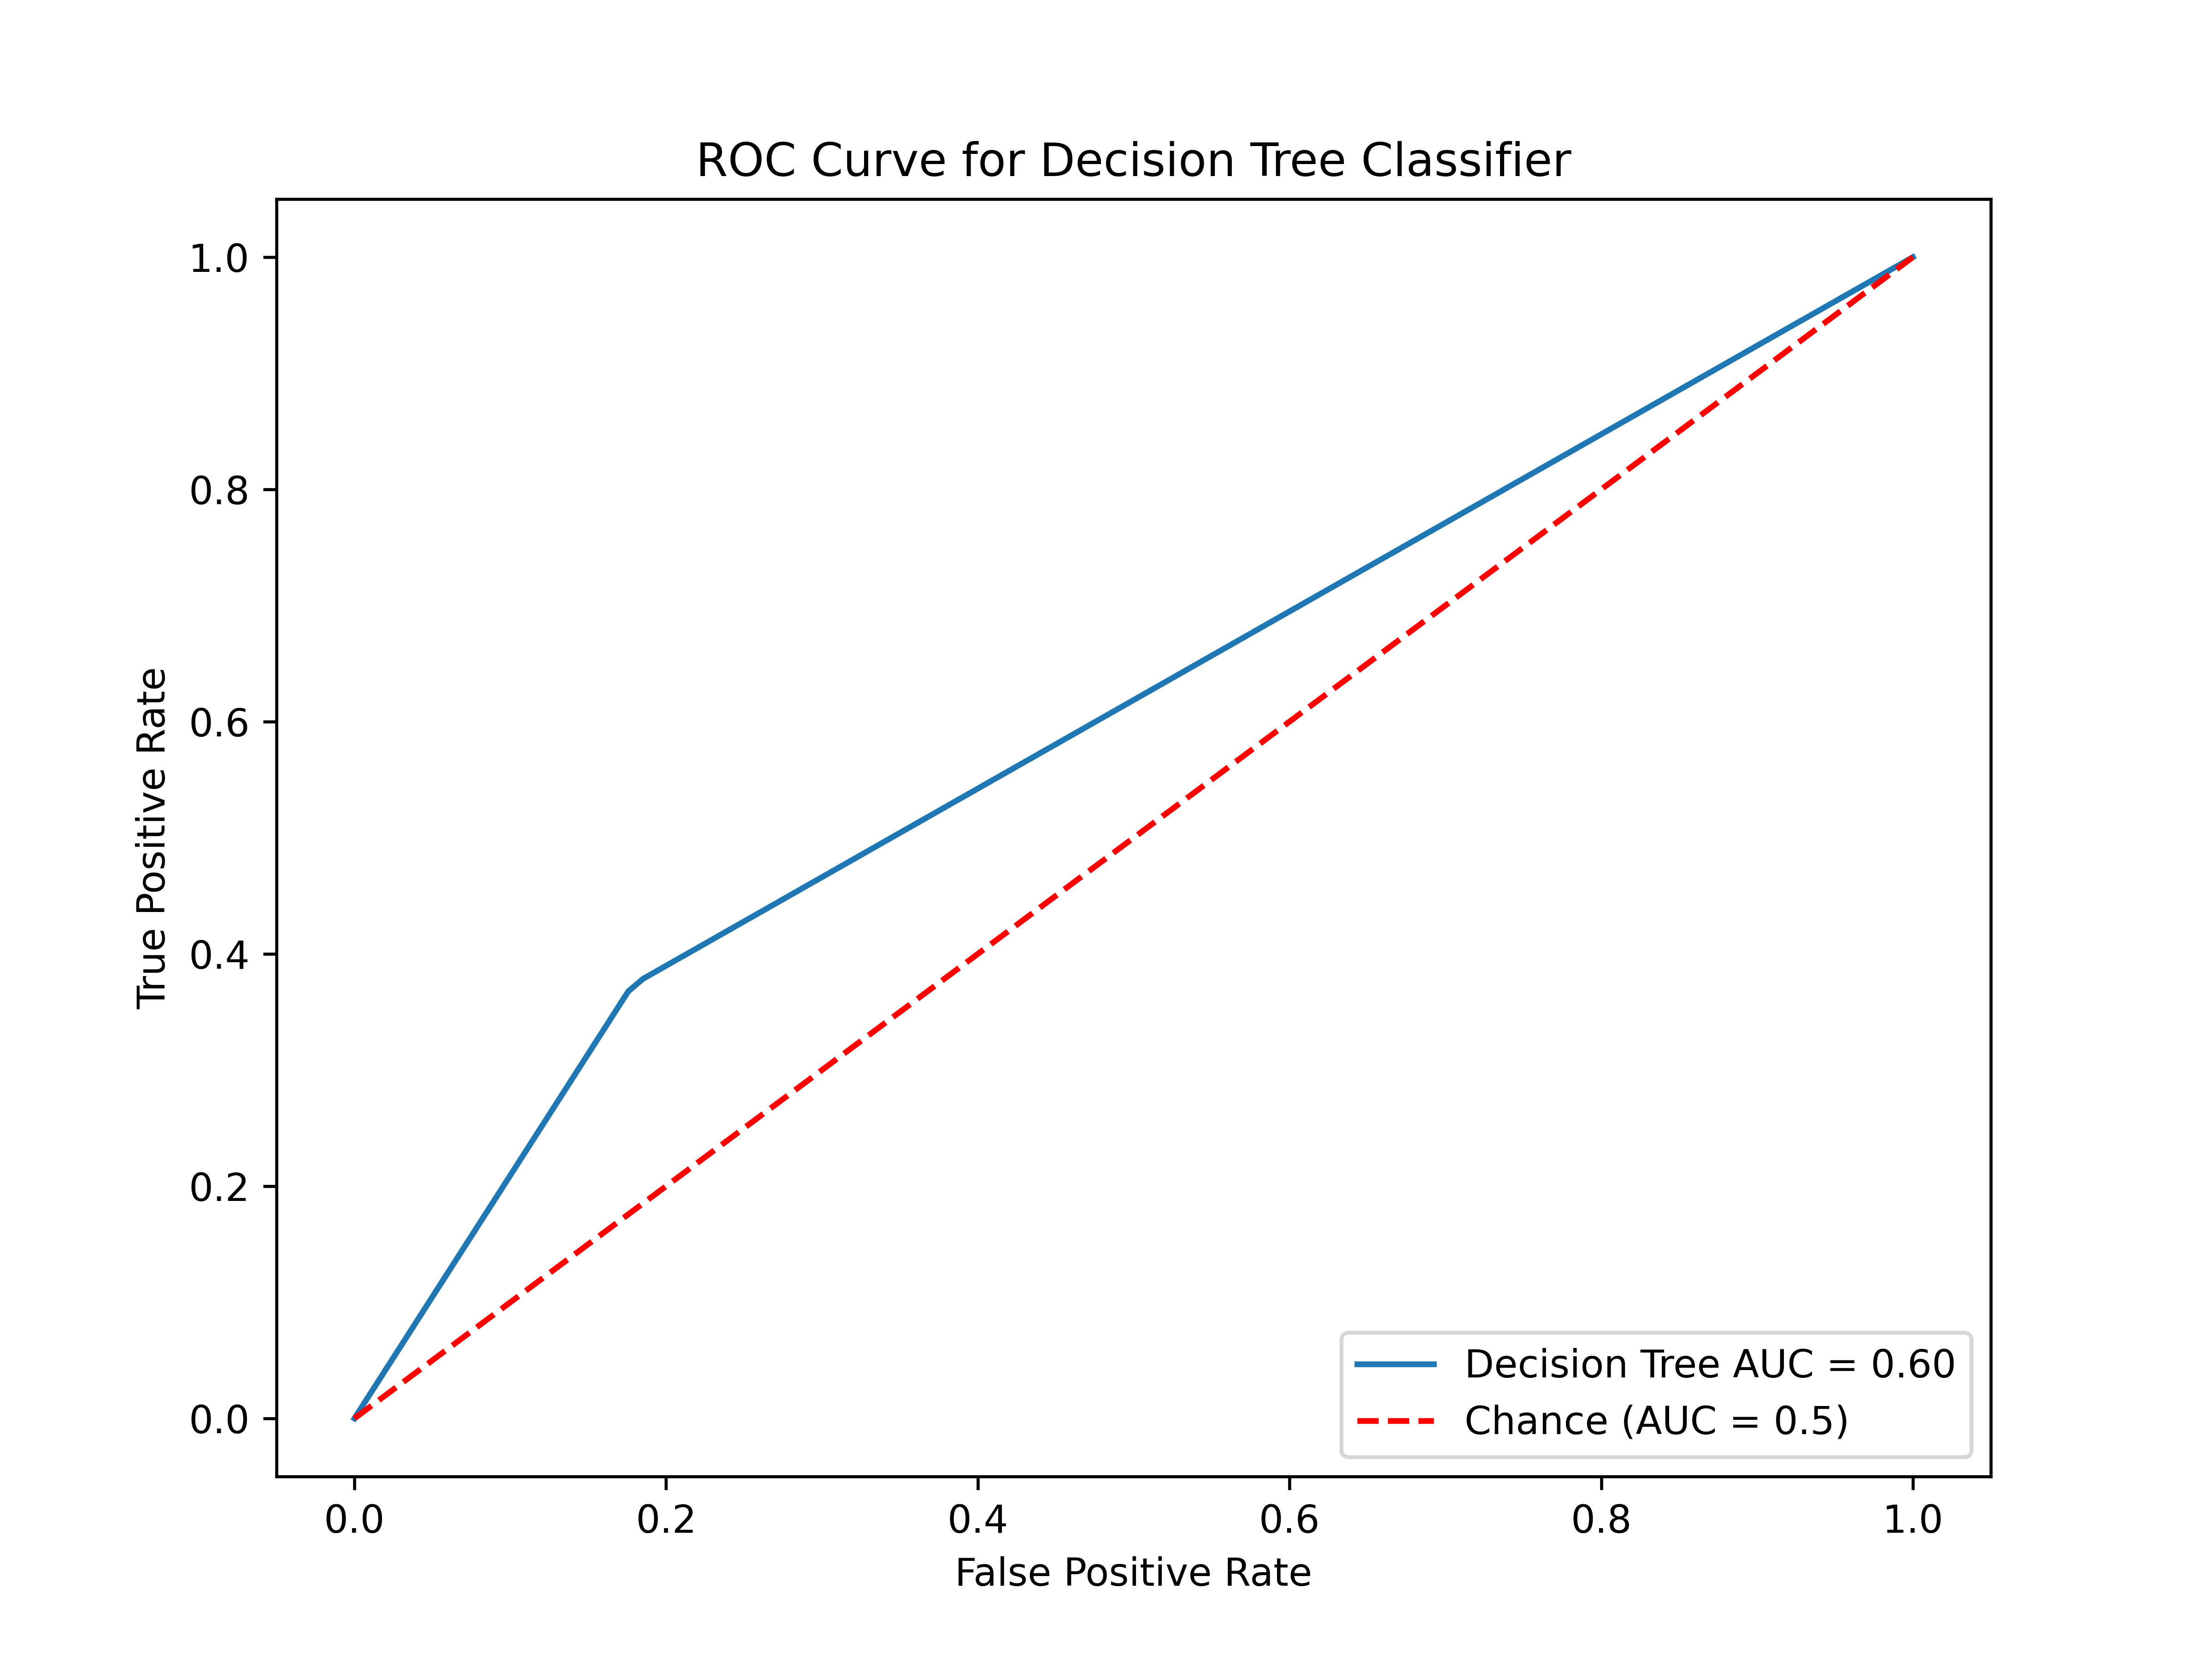 ROC Curve for Decision Tree Classifier
True Positive Rate
1.0
0.8
0.6
0.4
0.2
0.0
Decision Tree AUC = 0.60
Chance (AUC = 0.5)
0.0 0.2 0.4 0.6 0.8 1.0
False Positive Rate